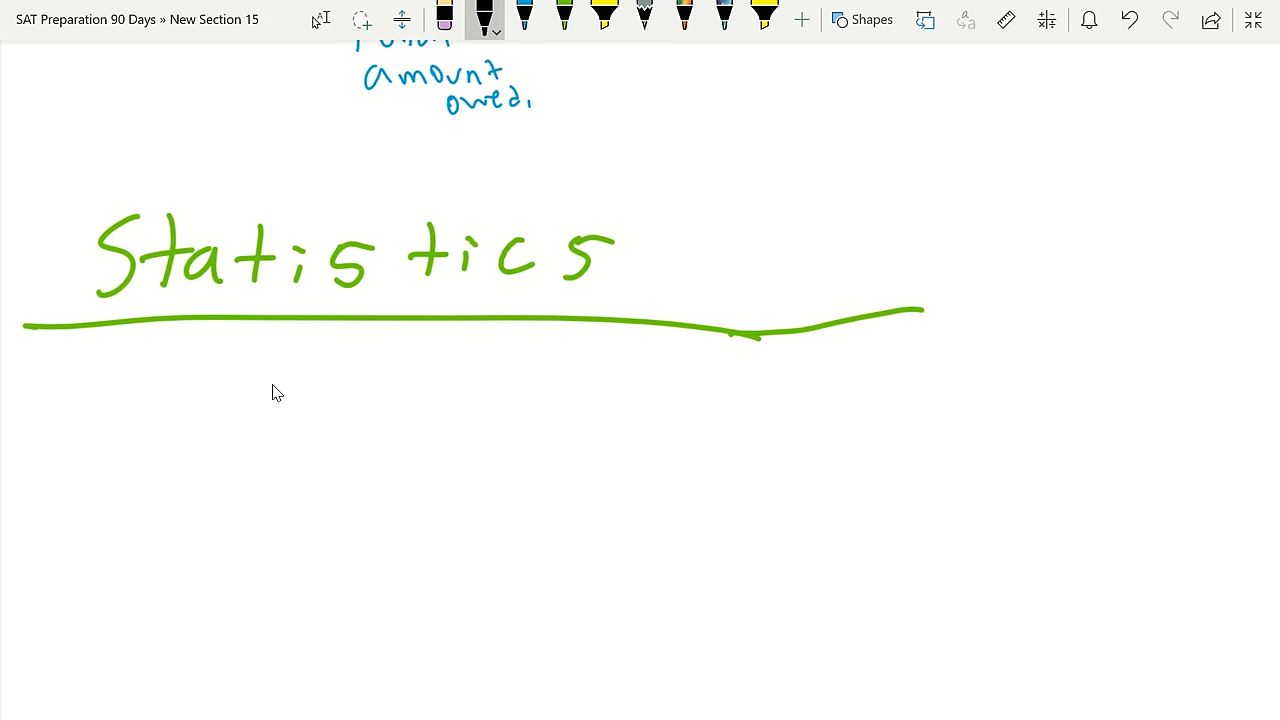 SAT Preparation 90 Days » New Section 15
Shapes
amount
owed.
Statistics